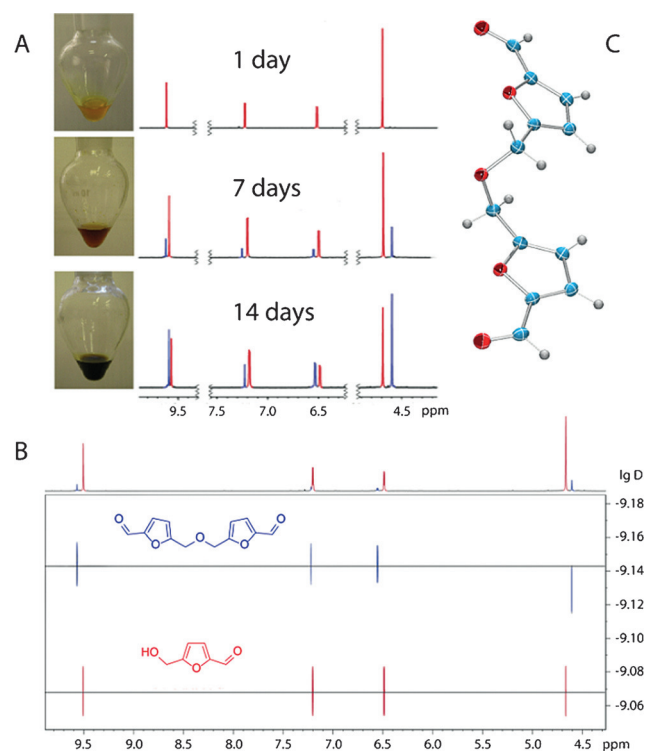 A
1 day
7 days
14 days
9.5 7.5 7.0 6.5 4.5 ppm
C
B
lg D
-9.18
-9.16
-9.14
-9.12
-9.10
-9.08
-9.06
O O O O O
HO O O
9.5 9.0 8.5 8.0 7.5 7.0 6.5 6.0 5.5 5.0 4.5 ppm